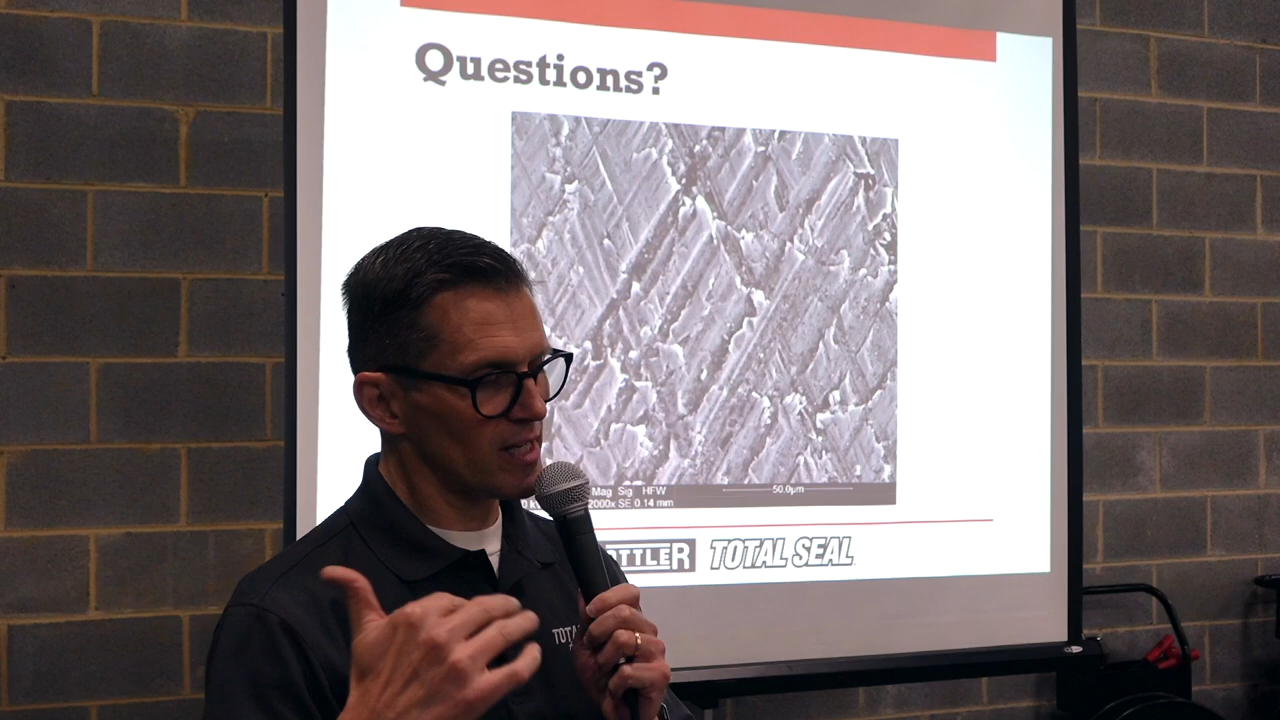 Questions?
Mag Sig HFW
50.0μm
2000x SE 0.14 mm
TOTAL SEAL